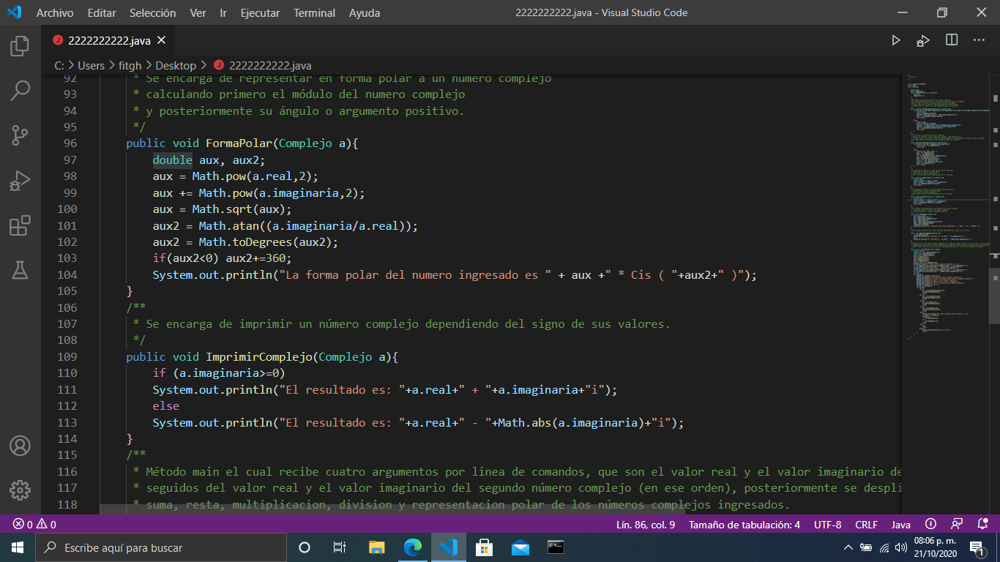 Archivo Editar Selección Ver Ir Ejecutar Terminal Ayuda 2222222222.java - Visual Studio Code
2222222222.java
C: > Users > fitgh > Desktop > 2222222222.java
92 * Se encarga de representar en forma polar a un numero complejo
93 * calculando primero el módulo del numero complejo
94 * y posteriormente su ángulo o argumento positivo.
95 */
96 public void FormaPolar(Complejo a){
97 double aux, aux2;
98 aux = Math.pow(a.real,2);
99 aux += Math.pow(a.imaginaria,2);
100 aux = Math.sqrt(aux);
101 aux2 = Math.atan((a.imaginaria/a.real));
102 aux2 = Math.toDegrees(aux2);
103 if(aux2<0) aux2+=360;
104 System.out.println("La forma polar del numero ingresado es " + aux +" * Cis ( "+aux2+" )");
105 }
106 /**
107 * Se encarga de imprimir un número complejo dependiendo del signo de sus valores.
108 */
109 public void ImprimirComplejo(Complejo a){
110 if (a.imaginaria>=0)
111 System.out.println("El resultado es: "+a.real+" + "+a.imaginaria+"i");
112 else
113 System.out.println("El resultado es: "+a.real+" - "+Math.abs(a.imaginaria)+"i");
114 }
115 /**
116 * Método main el cual recibe cuatro argumentos por linea de comandos, que son el valor real y el valor imaginario de
117 * seguidos del valor real y el valor imaginario del segundo número complejo (en ese orden), posteriormente se despli
118 * suma, resta, multiplicacion, division y representacion polar de los números complejos ingresados.
0 0 Lín. 86, col. 9 Tamaño de tabulación: 4 UTF-8 CRLF Java
Escribe aquí para buscar
08:06 p. m.
21/10/2020
1